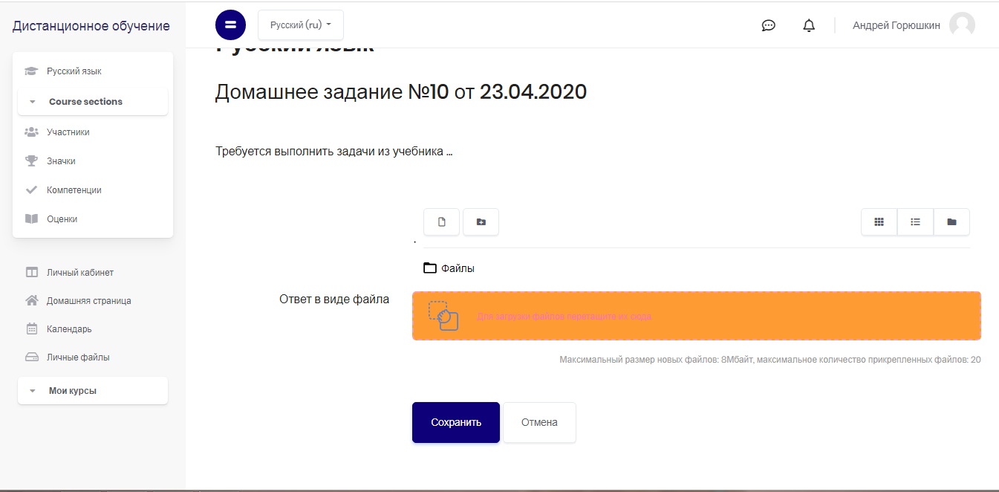 Дистанционное обучение
Русский (ru)
Андрей Горюшкин
Русский язык
Course sections
Участники
Значки
Компетенции
Оценки
Личный кабинет
Домашняя страница
Календарь
Личные файлы
Мои курсы
Русский язык
Домашнее задание №10 от 23.04.2020
Требуется выполнить задачи из учебника ...
Файлы
Ответ в виде файла
Для загрузки файлов перетащите их сюда.
Максимальный размер новых файлов: 8Мбайт, максимальное количество прикрепленных файлов: 20
Сохранить
Отмена